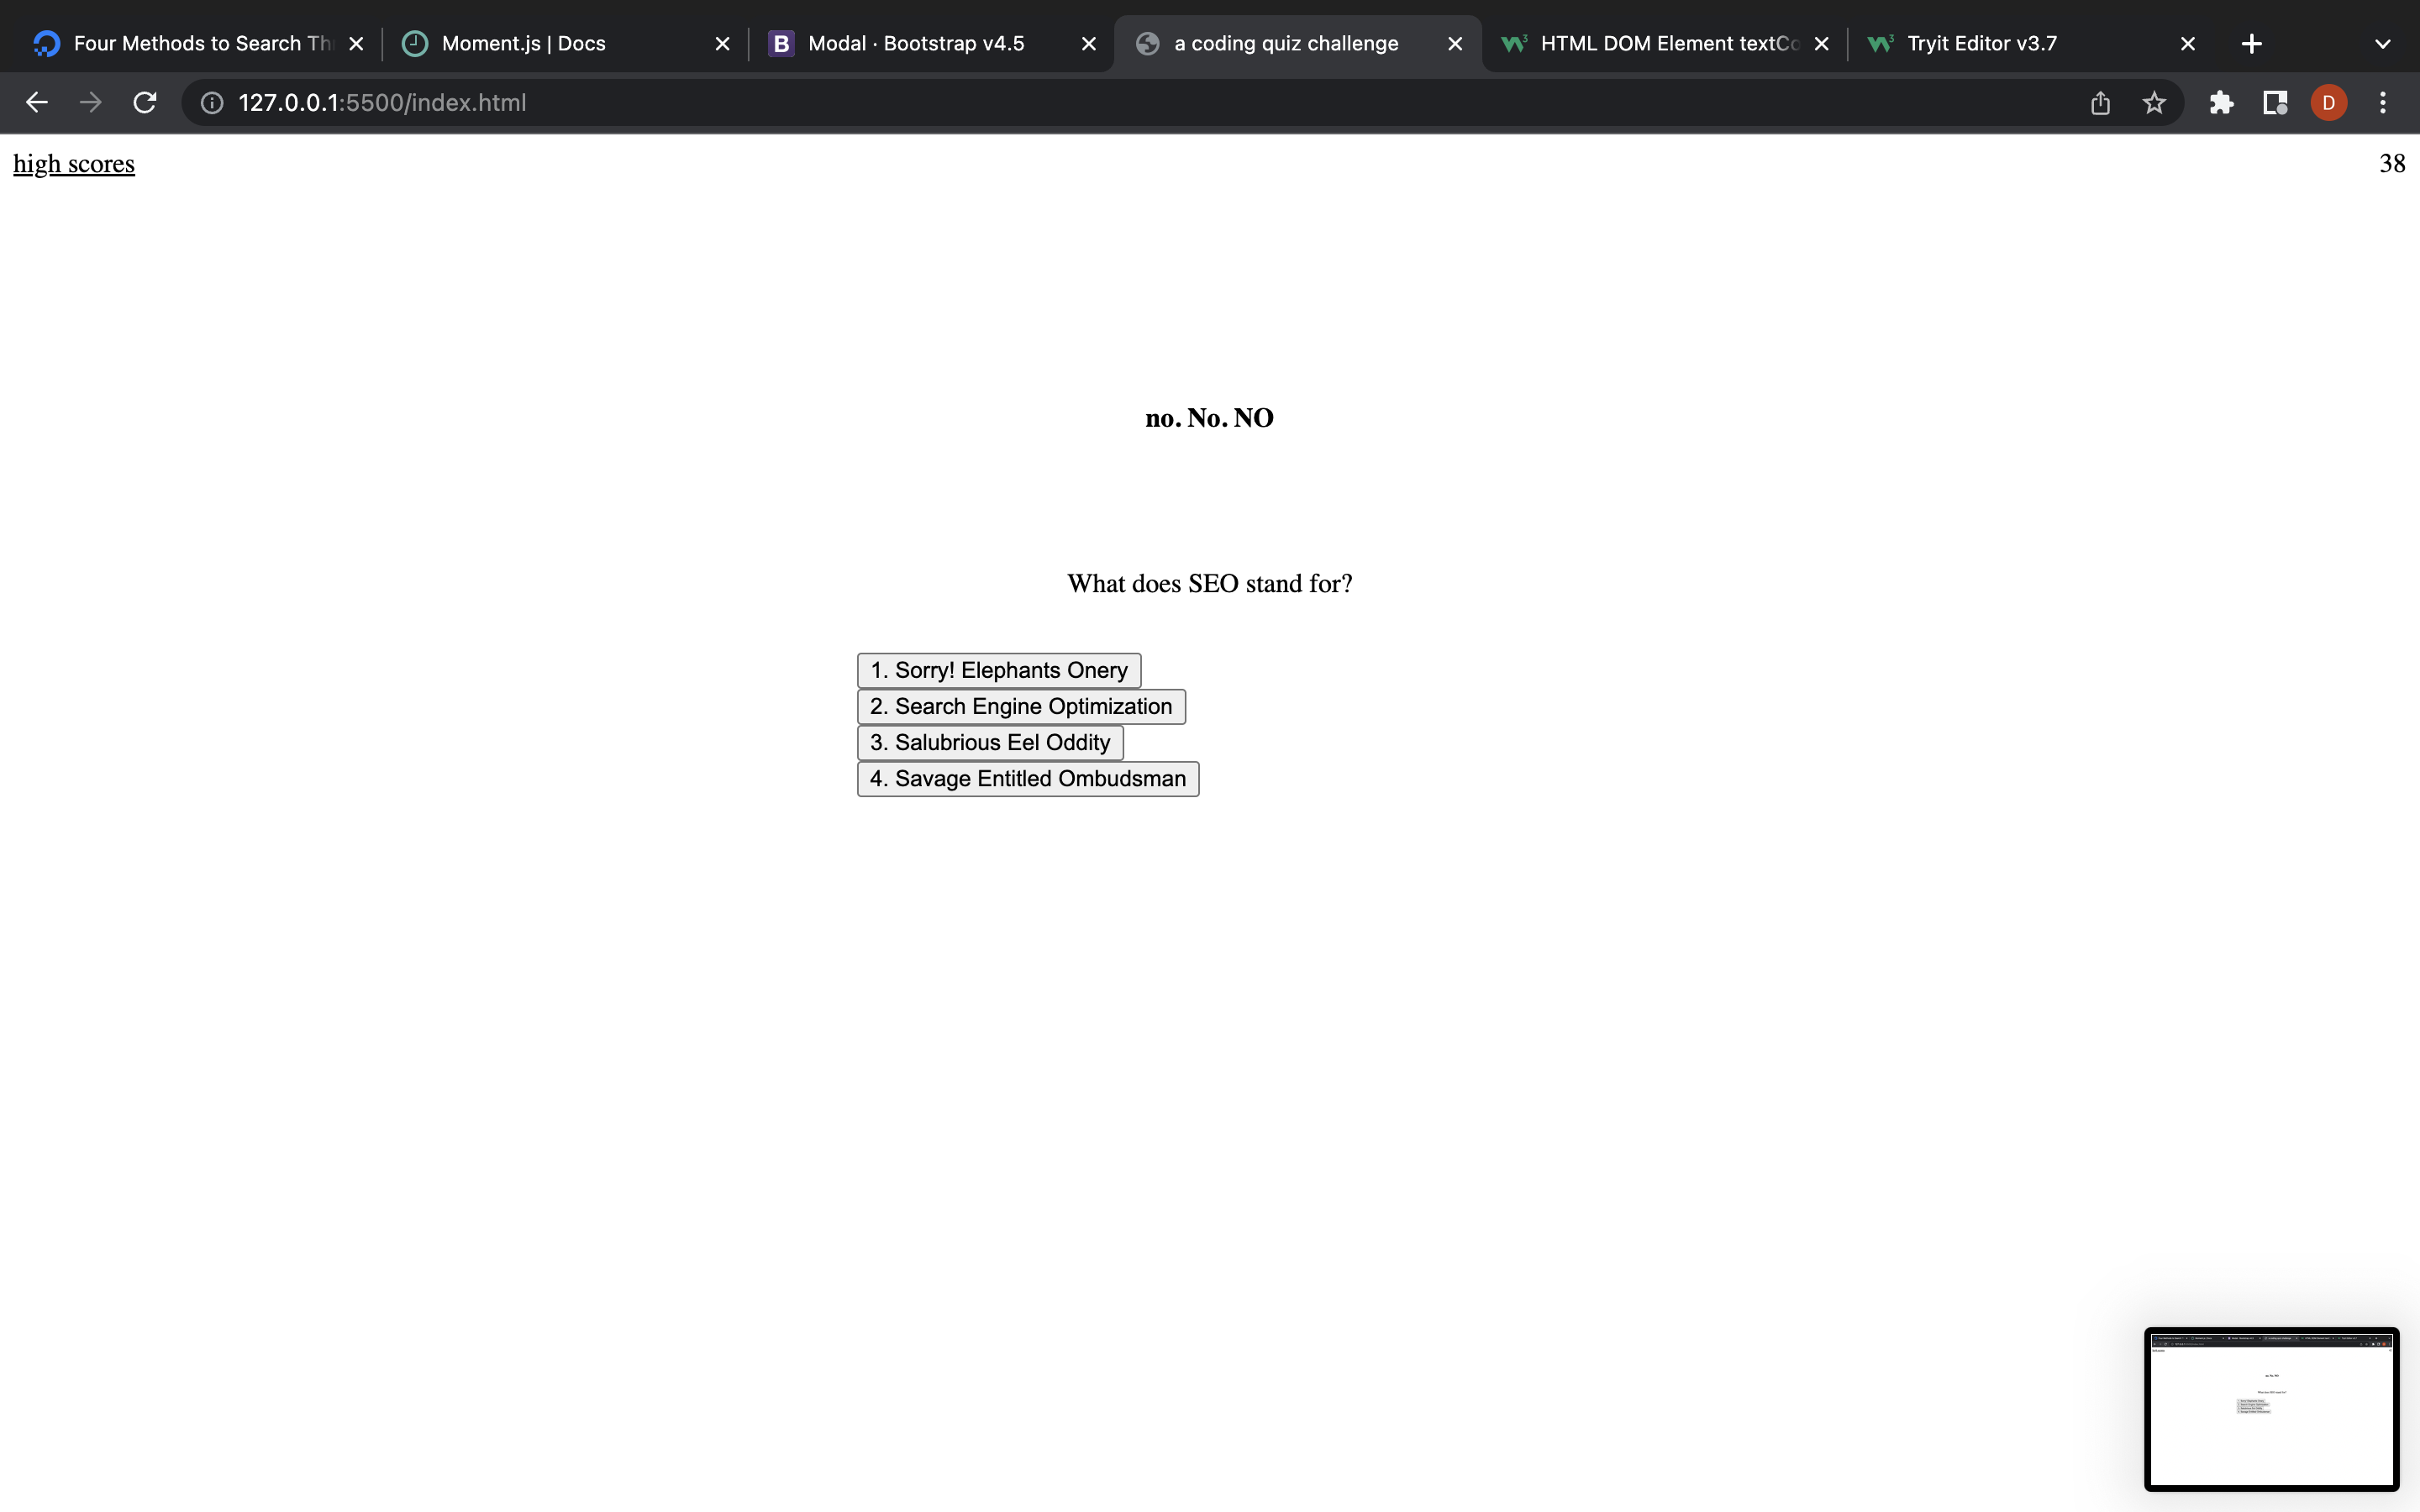 Four Methods to Search Th
Moment.js | Docs
B Modal · Bootstrap v4.5
a coding quiz challenge
HTML DOM Element textCo
Tryit Editor v3.7
127.0.0.1:5500/index.html
D
high scores
38
no. No. NO
What does SEO stand for?
1. Sorry! Elephants Onery
2. Search Engine Optimization
3. Salubrious Eel Oddity
4. Savage Entitled Ombudsman